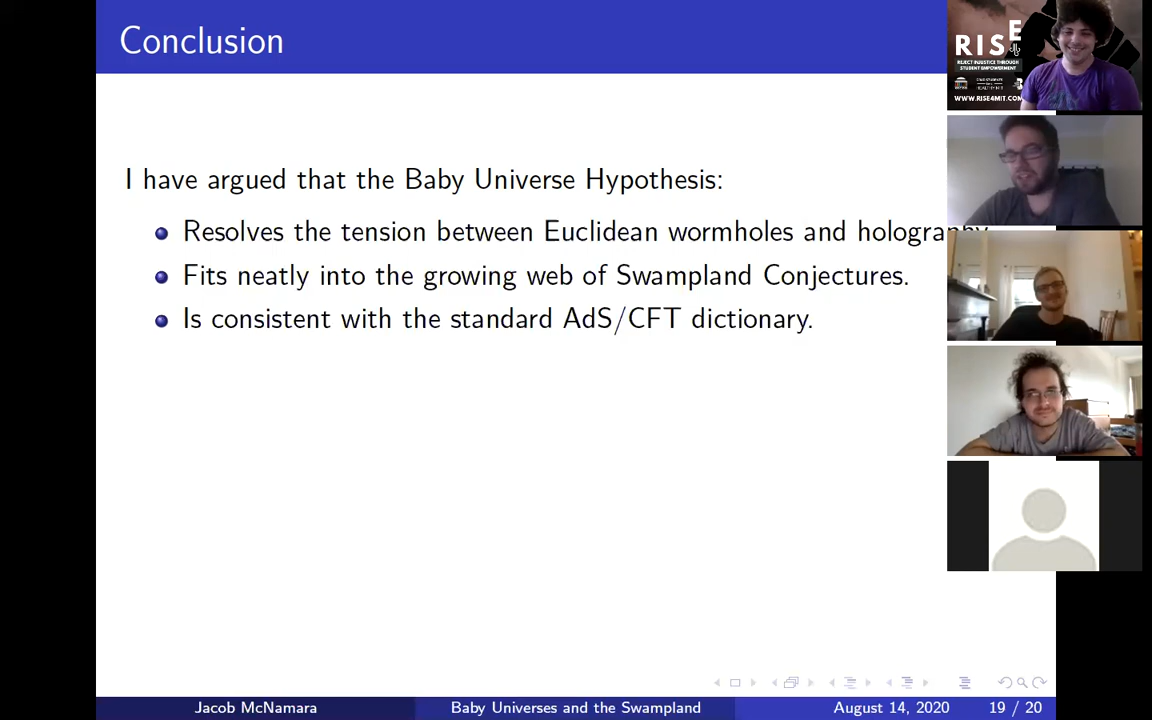 Conclusion
I have argued that the Baby Universe Hypothesis:
Resolves the tension between Euclidean wormholes and holography.
Fits neatly into the growing web of Swampland Conjectures.
Is consistent with the standard AdS/CFT dictionary.
Jacob McNamara
Baby Universes and the Swampland
August 14, 2020
19 / 20
RISE
REJECT INJUSTICE THROUGH
STUDENT EMPOWERMENT
WWW.RISE4MIT.COM